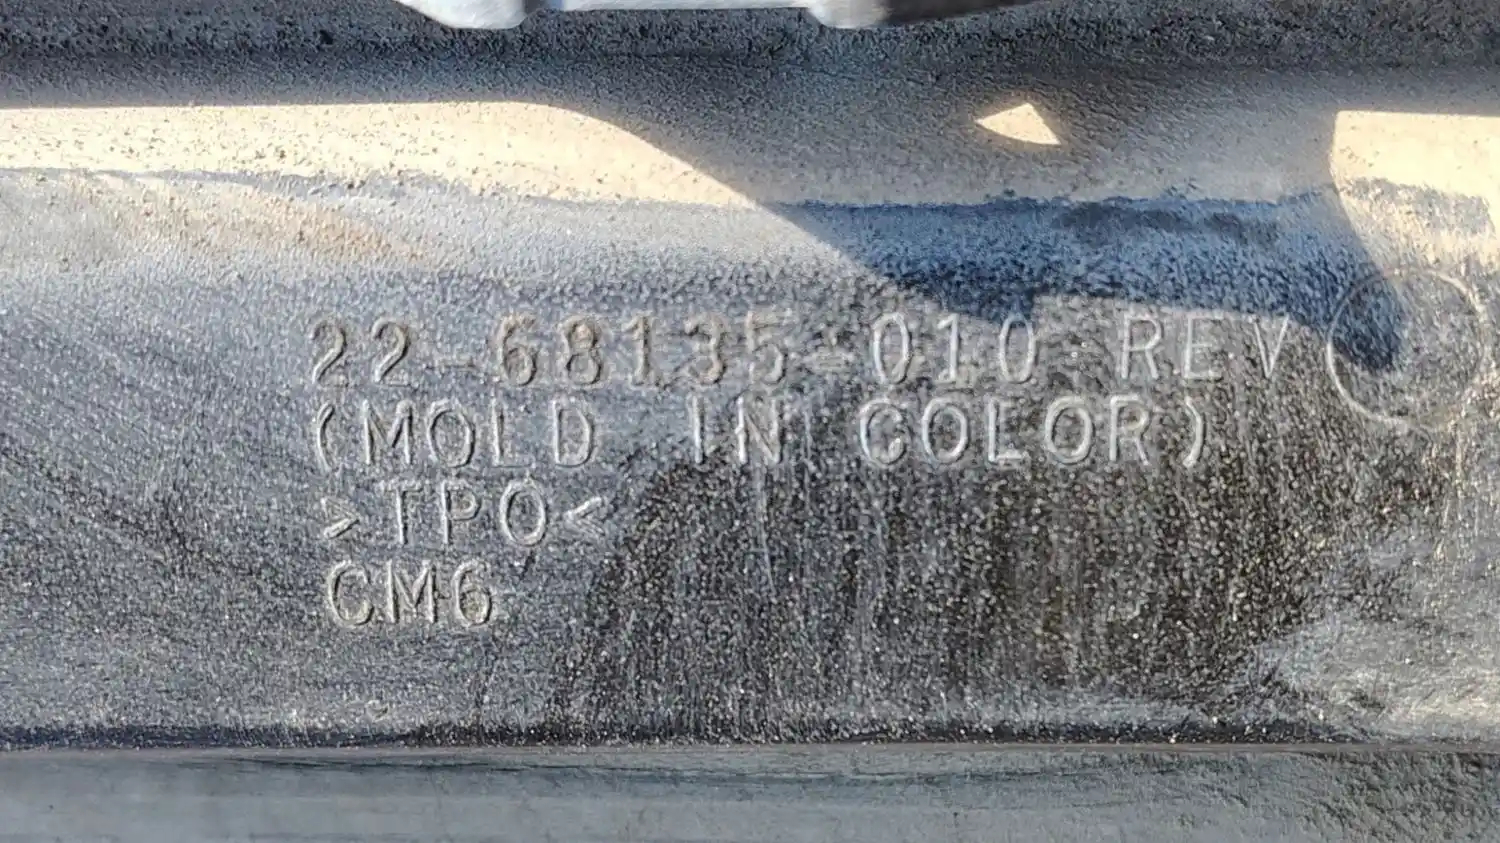 22-68135-010 REV
(MOLD IN COLOR)
>TPO<
CM6